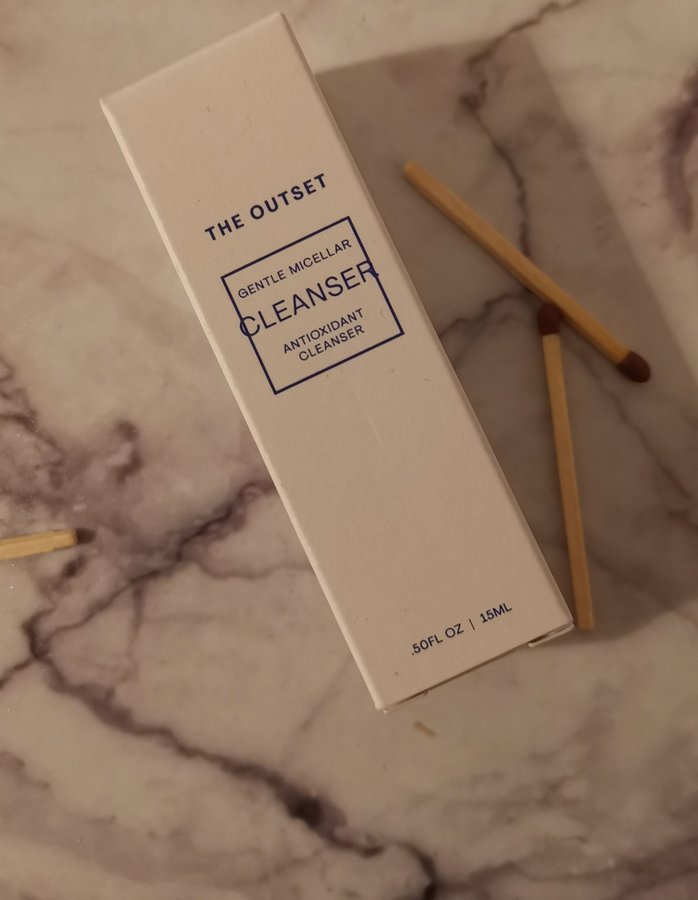 THE OUTSET
GENTLE MICELLAR
CLEANSER
ANTIOXIDANT
CLEANSER
.50FL OZ | 15ML